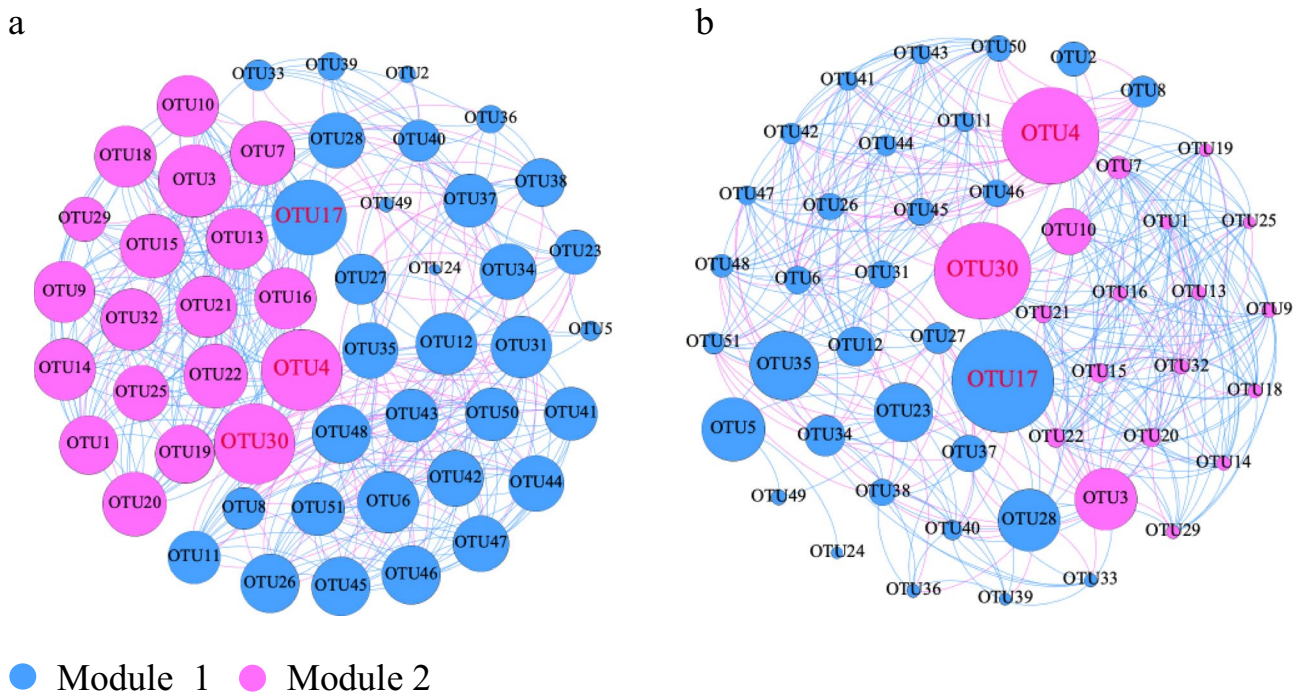 a
b
OTU33
OTU39
OTU2
OTU10
OTU36
OTU28
OTU40
OTU18
OTU7
OTU3
OTU38
OTU37
OTU49
OTU17
OTU29
OTU13
OTU15
OTU23
OTU34
OTU24
OTU27
OTU9
OTU16
OTU21
OTU32
OTU5
OTU12
OTU31
OTU35
OTU14
OTU4
OTU22
OTU25
OTU43
OTU50
OTU41
OTU48
OTU1
OTU30
OTU19
OTU42
OTU44
OTU20
OTU8
OTU51
OTU6
OTU47
OTU11
OTU26
OTU45
OTU46
OTU43
OTU50
OTU2
OTU41
OTU8
OTU11
OTU4
OTU42
OTU44
OTU19
OTU7
OTU47
OTU46
OTU26
OTU45
OTU1
OTU25
OTU10
OTU48
OTU6
OTU31
OTU30
OTU16
OTU13
OTU9
OTU21
OTU51
OTU12
OTU27
OTU35
OTU17
OTU15
OTU32
OTU18
OTU23
OTU5
OTU34
OTU22
OTU20
OTU37
OTU14
OTU49
OTU38
OTU3
OTU28
OTU40
OTU29
OTU24
OTU33
OTU36
OTU39
Module 1
Module 2